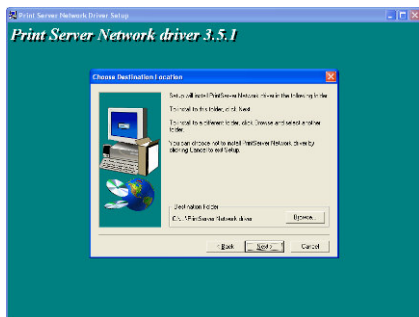 Print Server Network Driver Setup
Print Server Network driver 3.5.1
Choose Destination Location
Setup will install PrintServer Network driver in the following folder.
To install to this folder, click Next.
To install to a different folder, click Browse and select another
folder.
You can choose not to install PrintServer Network driver by
clicking Cancel to exit Setup.
Destination Folder
C:\...\PrintServer Network driver
Browse...
< Back
Next >
Cancel